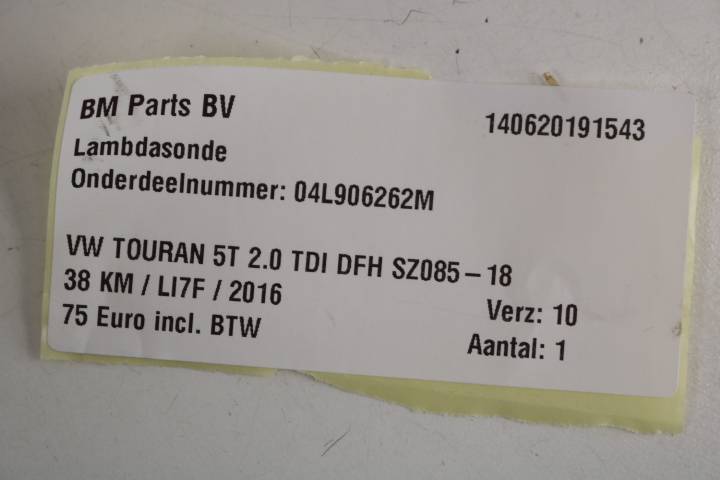 BM Parts BV
140620191543
Lambdasonde
Onderdeelnummer: 04L906262M
VW TOURAN 5T 2.0 TDI DFH SZ085-18
38 KM / LI7F / 2016
Verz: 10
75 Euro incl. BTW
Aantal: 1